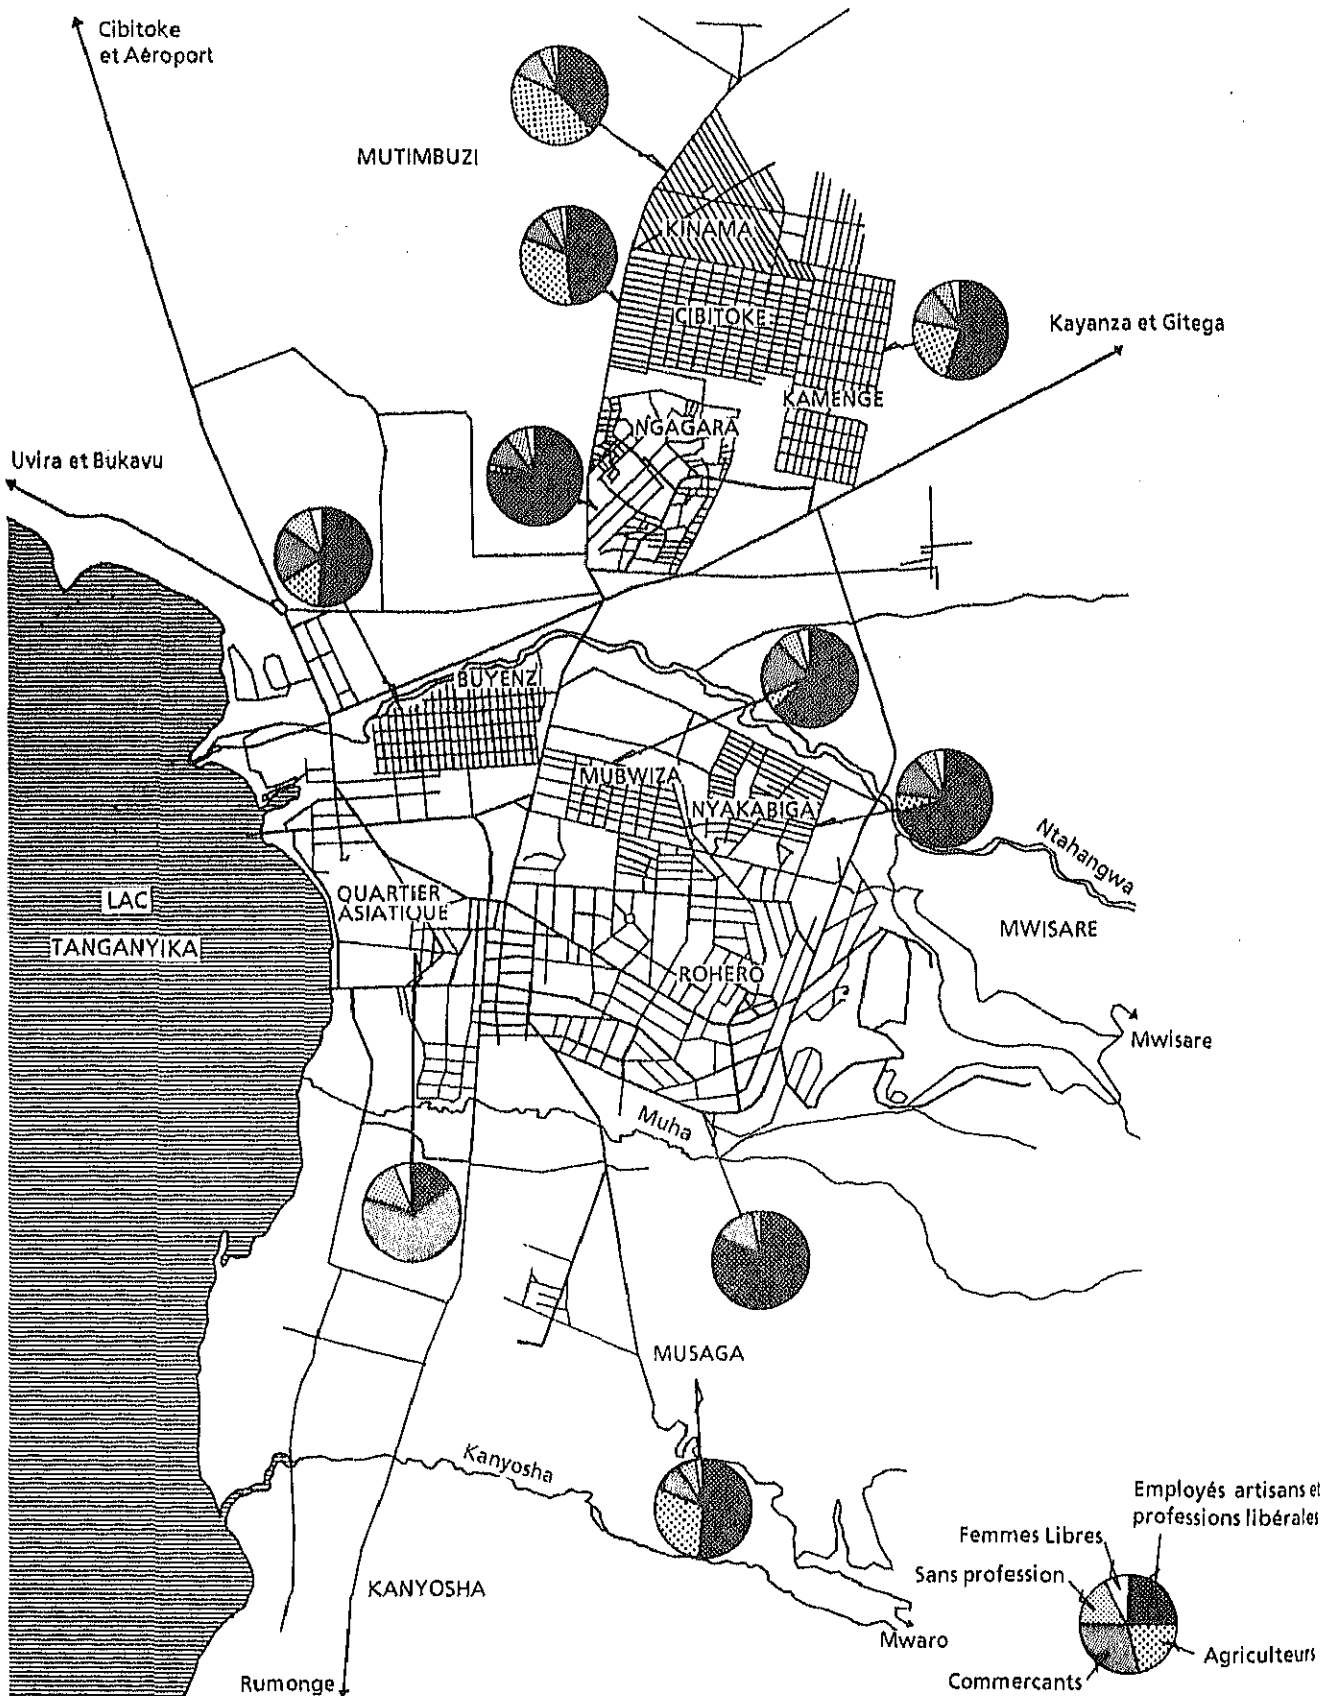 Cibitoke
et Aéroport
MUTIMBUZI
KINAMA
CIBITOKE
Kayanza et Gitega
KAMENGE
NGAGARA
Uvira et Bukavu
BUYENZI
MUBWIZA
NYAKABIGA
Ntahangwa
LAC
TANGANYIKA
QUARTIER
ASIATIQUE
MWISARE
ROHERO
Mwisare
Muha
MUSAGA
Kanyosha
KANYOSHA
Mwaro
Rumonge
Employés artisans et
professions libérales
Femmes Libres
Sans profession
Agriculteurs
Commercants